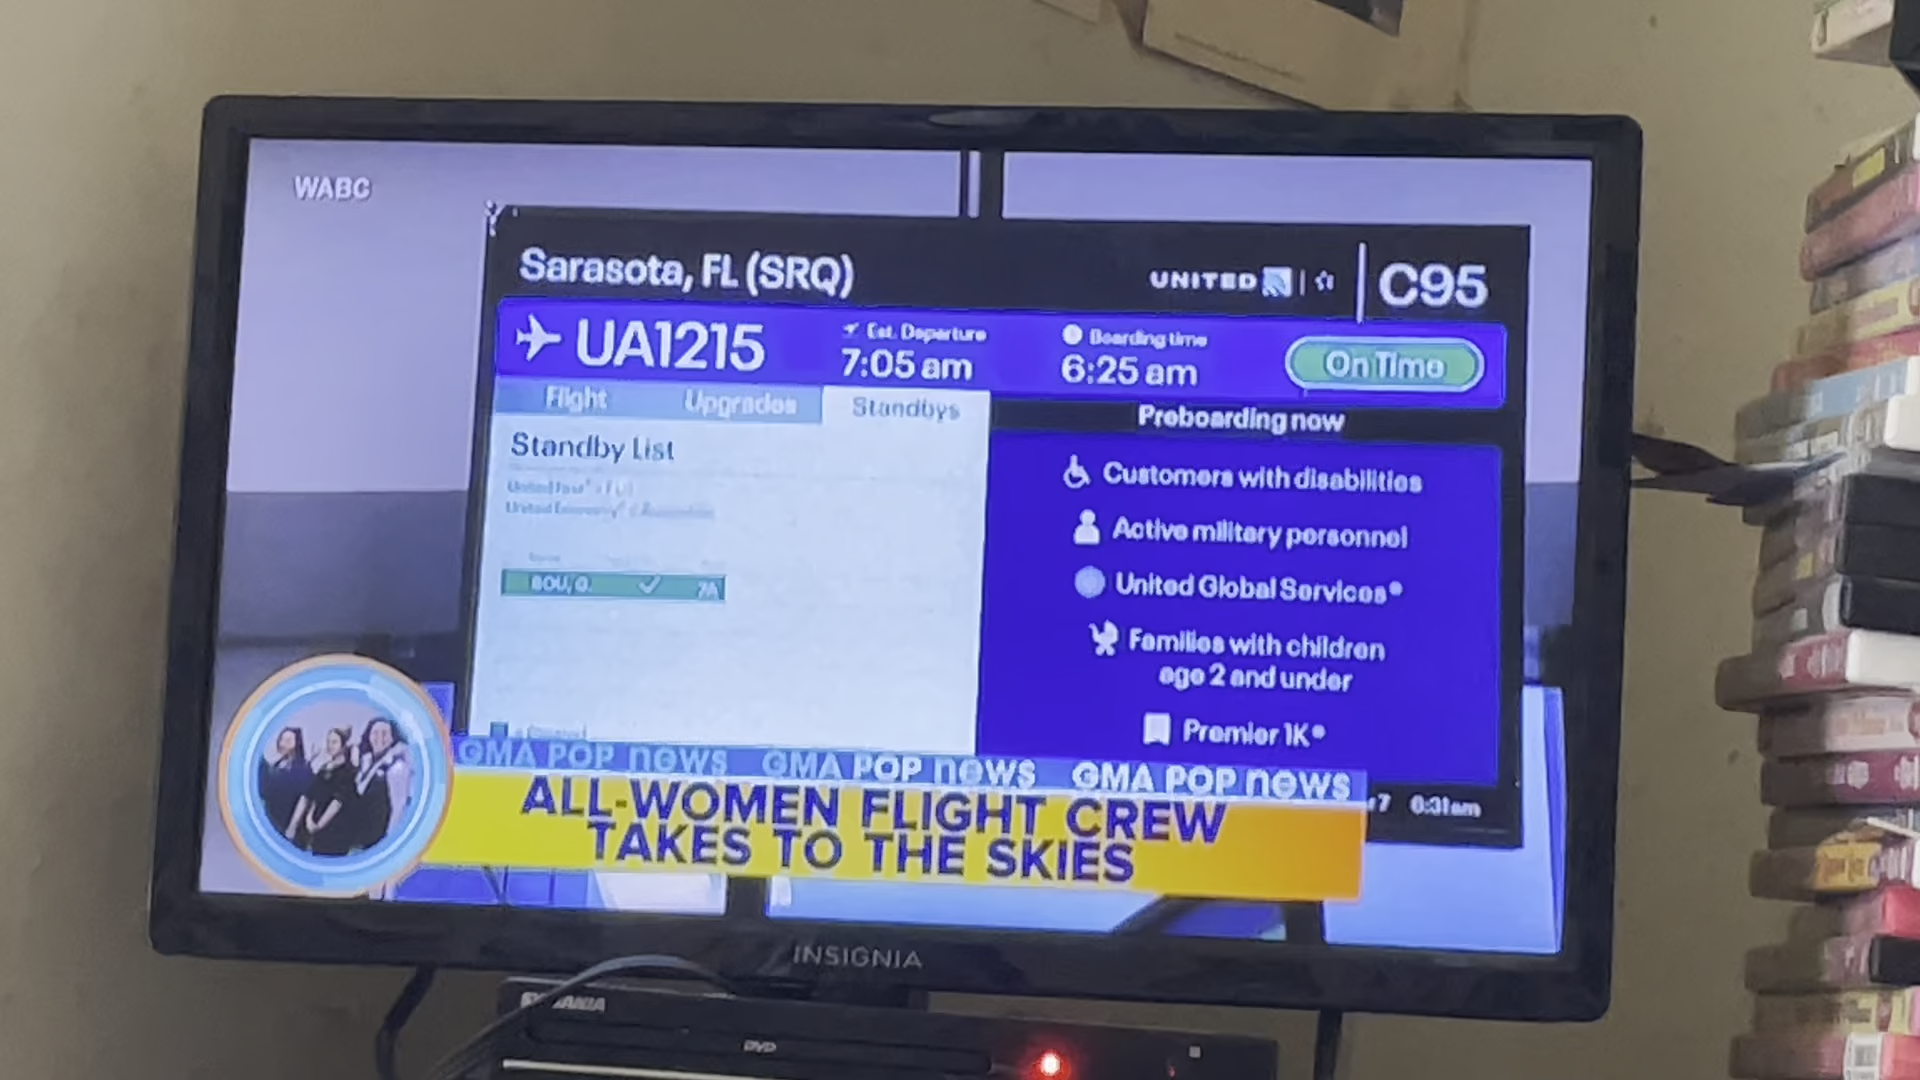 WABC
Sarasota, FL (SRQ)
UNITED
C95
UA1215
Est. Departure
7:05 am
Boarding time
6:25 am
On Time
Flight
Upgrades
Standbys
Preboarding now
Standby List
Customers with disabilities
Active military personnel
United Global Services®
Families with children
age 2 and under
Premier 1K®
6:31am
GMA POP news GMA POP news GMA POP news
ALL-WOMEN FLIGHT CREW
TAKES TO THE SKIES
INSIGNIA
SYLVANIA
DVD